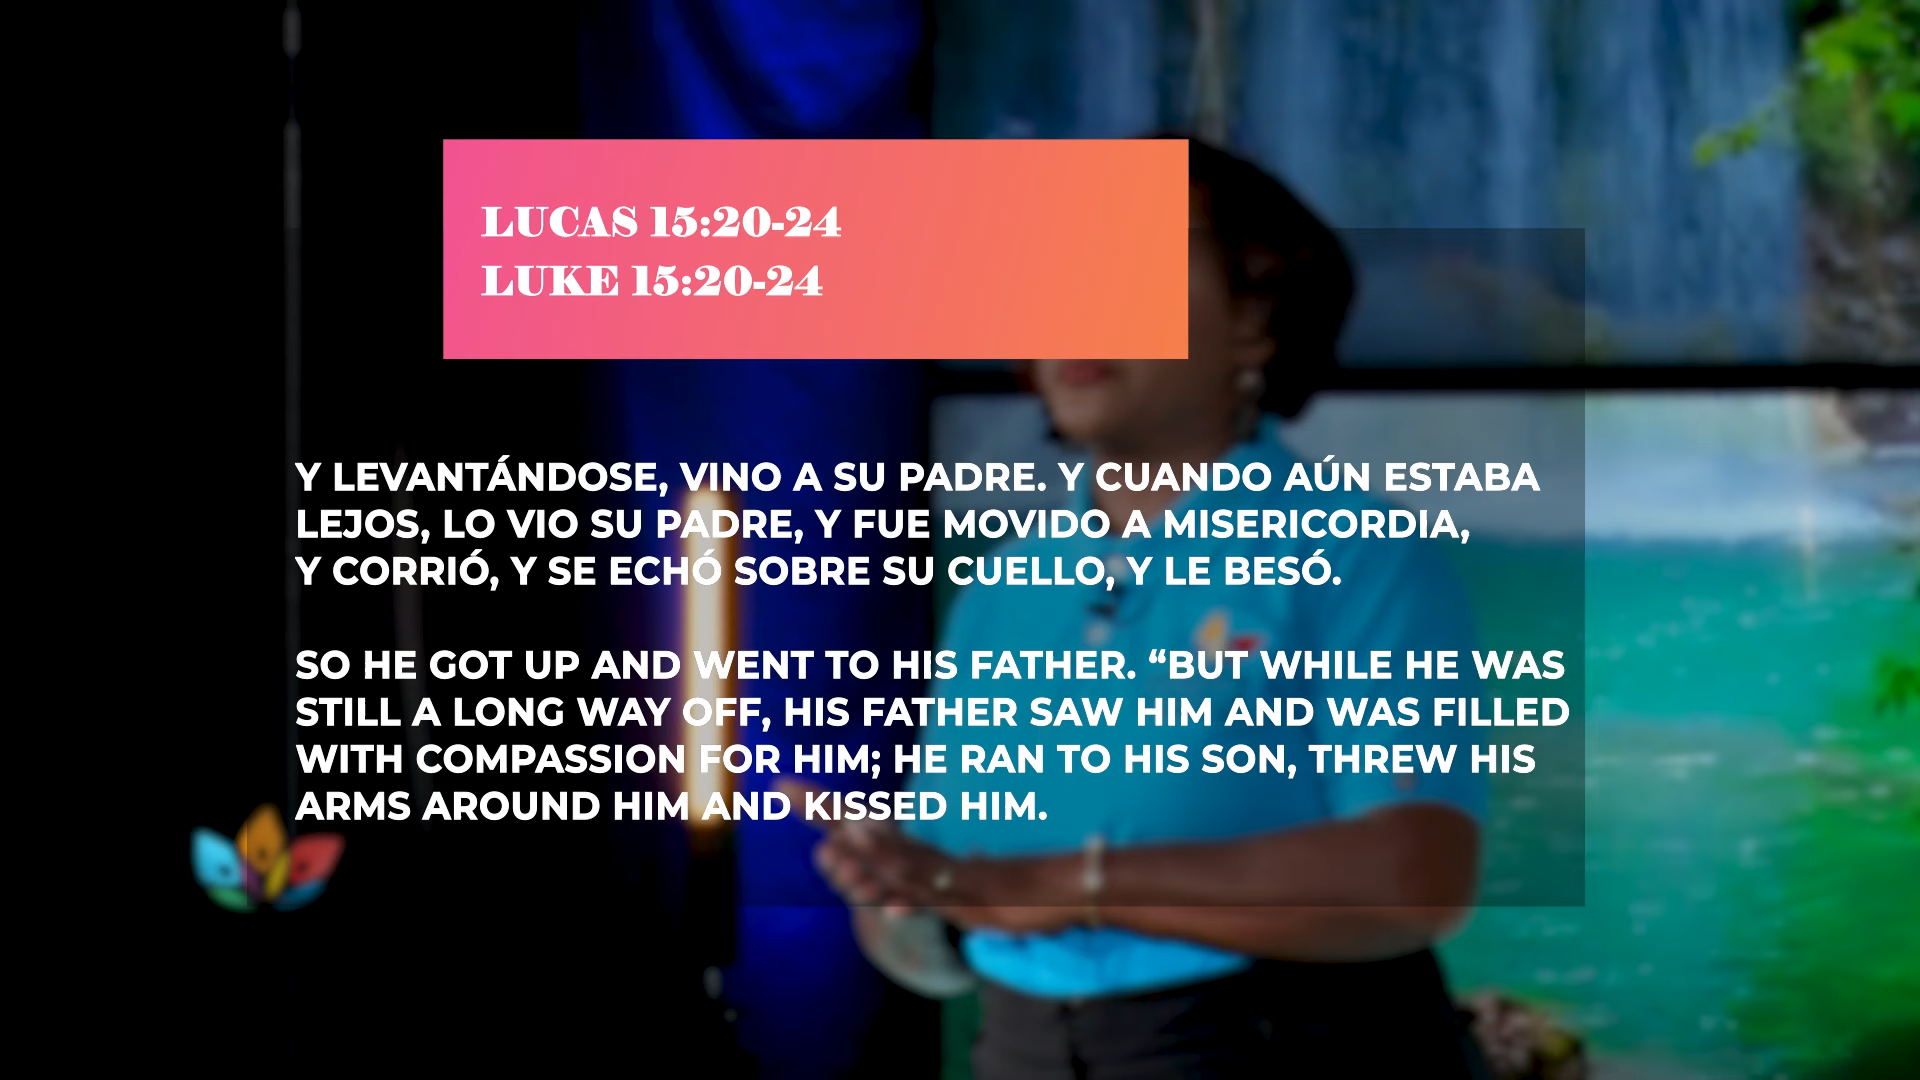 LUCAS 15:20-24
LUKE 15:20-24
Y LEVANTÁNDOSE, VINO A SU PADRE. Y CUANDO AÚN ESTABA
LEJOS, LO VIO SU PADRE, Y FUE MOVIDO A MISERICORDIA,
Y CORRIÓ, Y SE ECHÓ SOBRE SU CUELLO, Y LE BESÓ.
SO HE GOT UP AND WENT TO HIS FATHER. “BUT WHILE HE WAS
STILL A LONG WAY OFF, HIS FATHER SAW HIM AND WAS FILLED
WITH COMPASSION FOR HIM; HE RAN TO HIS SON, THREW HIS
ARMS AROUND HIM AND KISSED HIM.